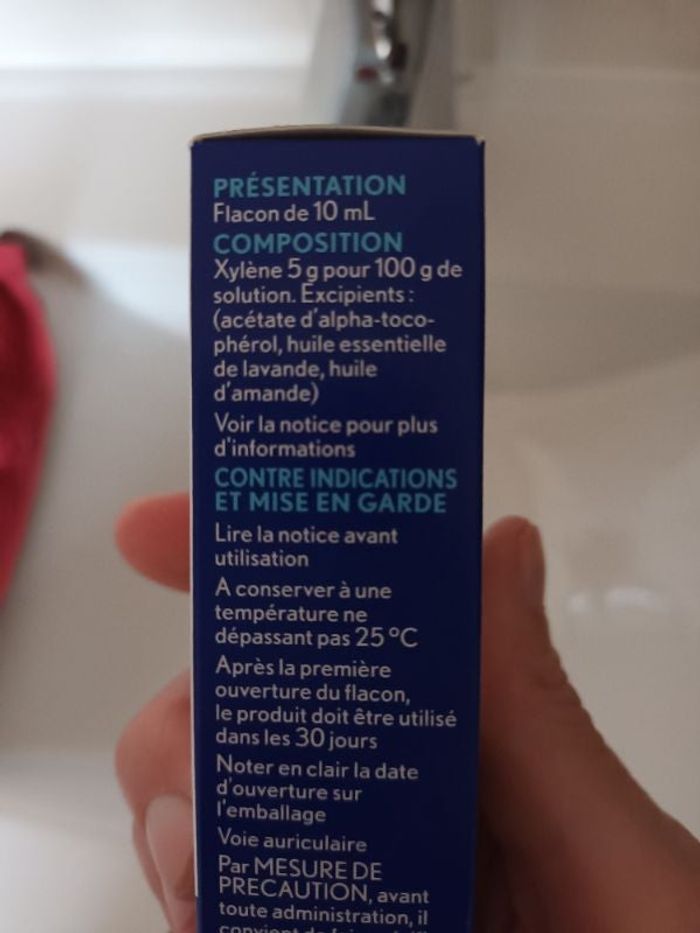 PRÉSENTATION
Flacon de 10 mL
COMPOSITION
Xylène 5 g pour 100 g de
solution. Excipients :
(acétate d'alpha-toco-
phérol, huile essentielle
de lavande, huile
d'amande)
Voir la notice pour plus
d'informations
CONTRE INDICATIONS
ET MISE EN GARDE
Lire la notice avant
utilisation
A conserver à une
température ne
dépassant pas 25 °C
Après la première
ouverture du flacon,
le produit doit être utilisé
dans les 30 jours
Noter en clair la date
d'ouverture sur
l'emballage
Voie auriculaire
Par MESURE DE
PRECAUTION, avant
toute administration, il